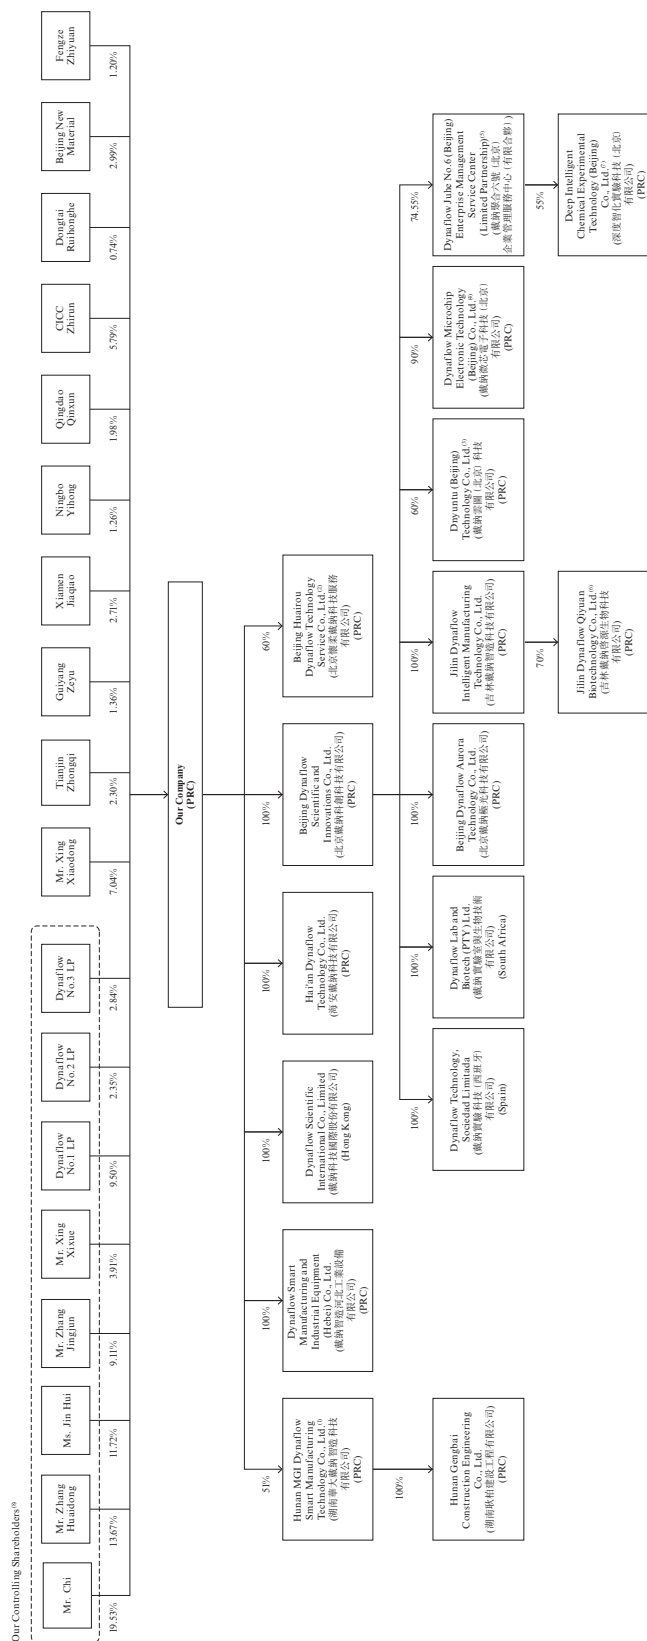 Our Controlling Shareholders⁽¹⁾
Mr. Chi
Mr. Zhang
Huaidong
Ms. Jin Hui
Mr. Zhang
Jingjun
Mr. Xing
Xixue
Dynaflow
No.1 LP
Dynaflow
No.2 LP
Dynaflow
No.3 LP
Mr. Xing
Xiaodong
Tianjin
Zhongqi
Guiyang
Zeyu
Xiamen
Jiaqiao
Ningbo
Yihong
Qingdao
Qinxun
CICC
Zhirun
Dongtai
Ruihonghe
Beijing New
Material
Fengze
Zhiyuan
19.53%
13.67%
11.72%
9.11%
3.91%
9.50%
2.35%
2.84%
7.04%
2.30%
1.36%
2.71%
1.26%
1.98%
5.79%
0.74%
2.99%
1.20%
Our Company
(PRC)
51%
100%
100%
100%
100%
60%
Hunan MGI Dynaflow
Smart Manufacturing
Technology Co., Ltd.
(湖南華大戴納智造科技
有限公司)
(PRC)
Dynaflow Smart
Manufacturing and
Industrial Equipment
(Hebei) Co., Ltd.
(戴納智造河北工業設備
有限公司)
(PRC)
Dynaflow Scientific
International Co., Limited
(戴納科技國際股份有限公司)
(Hong Kong)
Hai'an Dynaflow
Technology Co., Ltd.
(海安戴納科技有限公司)
(PRC)
Beijing Dynaflow
Scientific and
Innovations Co., Ltd.
(北京戴納科創科技有限公司)
(PRC)
Beijing Huairou
Dynaflow Technology
Service Co., Ltd.⁽²⁾
(北京懷柔戴納科技服務
有限公司)
(PRC)
100%
100%
100%
100%
100%
60%
90%
74.55%
Hunan Gengbai
Construction Engineering
Co., Ltd.
(湖南耿柏建設工程有限公司)
(PRC)
Dynaflow Technology,
Sociedad Limitada
(戴納實驗科技 (西班牙)
有限公司)
(Spain)
Dynaflow Lab and
Biotech (PTY) Ltd.
(戴納實驗室與生物技術
有限公司)
(South Africa)
Beijing Dynaflow Aurora
Technology Co., Ltd.
(北京戴納極光科技有限公司)
(PRC)
Jilin Dynaflow
Intelligent Manufacturing
Technology Co., Ltd.
(吉林戴納智造科技有限公司)
(PRC)
Dnyuntu (Beijing)
Technology Co., Ltd.
(戴納雲圖 (北京) 科技
有限公司)
(PRC)
Dynaflow Microchip
Electronic Technology
(Beijing) Co., Ltd.
(戴納微芯電子科技 (北京)
有限公司)
(PRC)
Dynaflow Juhe No.6 (Beijing)
Enterprise Management
Service Center
(Limited Partnership)⁽⁵⁾
(戴納聚合六號 (北京)
企業管理服務中心 (有限合夥) )
70%
55%
Jilin Dynaflow Qiyuan
Biotechnology Co., Ltd.⁽⁶⁾
(吉林戴納啓源生物科技
有限公司)
(PRC)
Deep Intelligent
Chemical Experimental
Technology (Beijing)
Co., Ltd.⁽⁷⁾
(深度智化實驗科技 (北京)
有限公司)
(PRC)